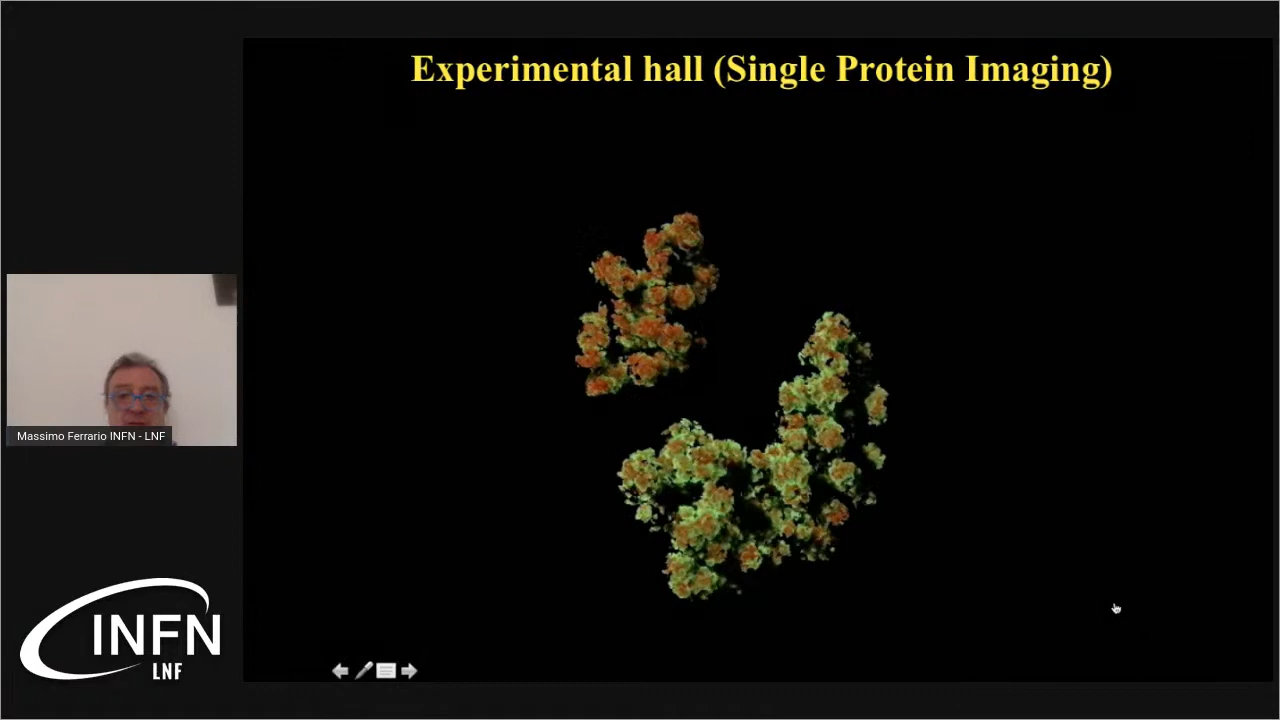 Experimental hall (Single Protein Imaging)
Massimo Ferrario INFN - LNF
INFN
LNF